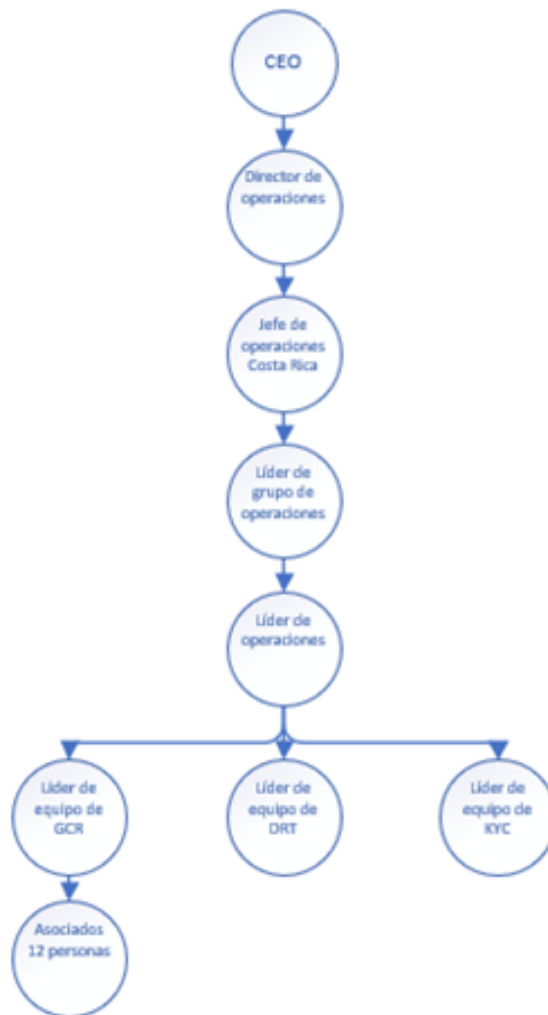 CEO
Director de
operaciones
Jefe de
operaciones
Costa Rica
Líder de
grupo de
operaciones
Líder de
operaciones
Líder de
equipo de
GCR
Líder de
equipo de
DRT
Líder de
equipo de
KYC
Asociados
12 personas